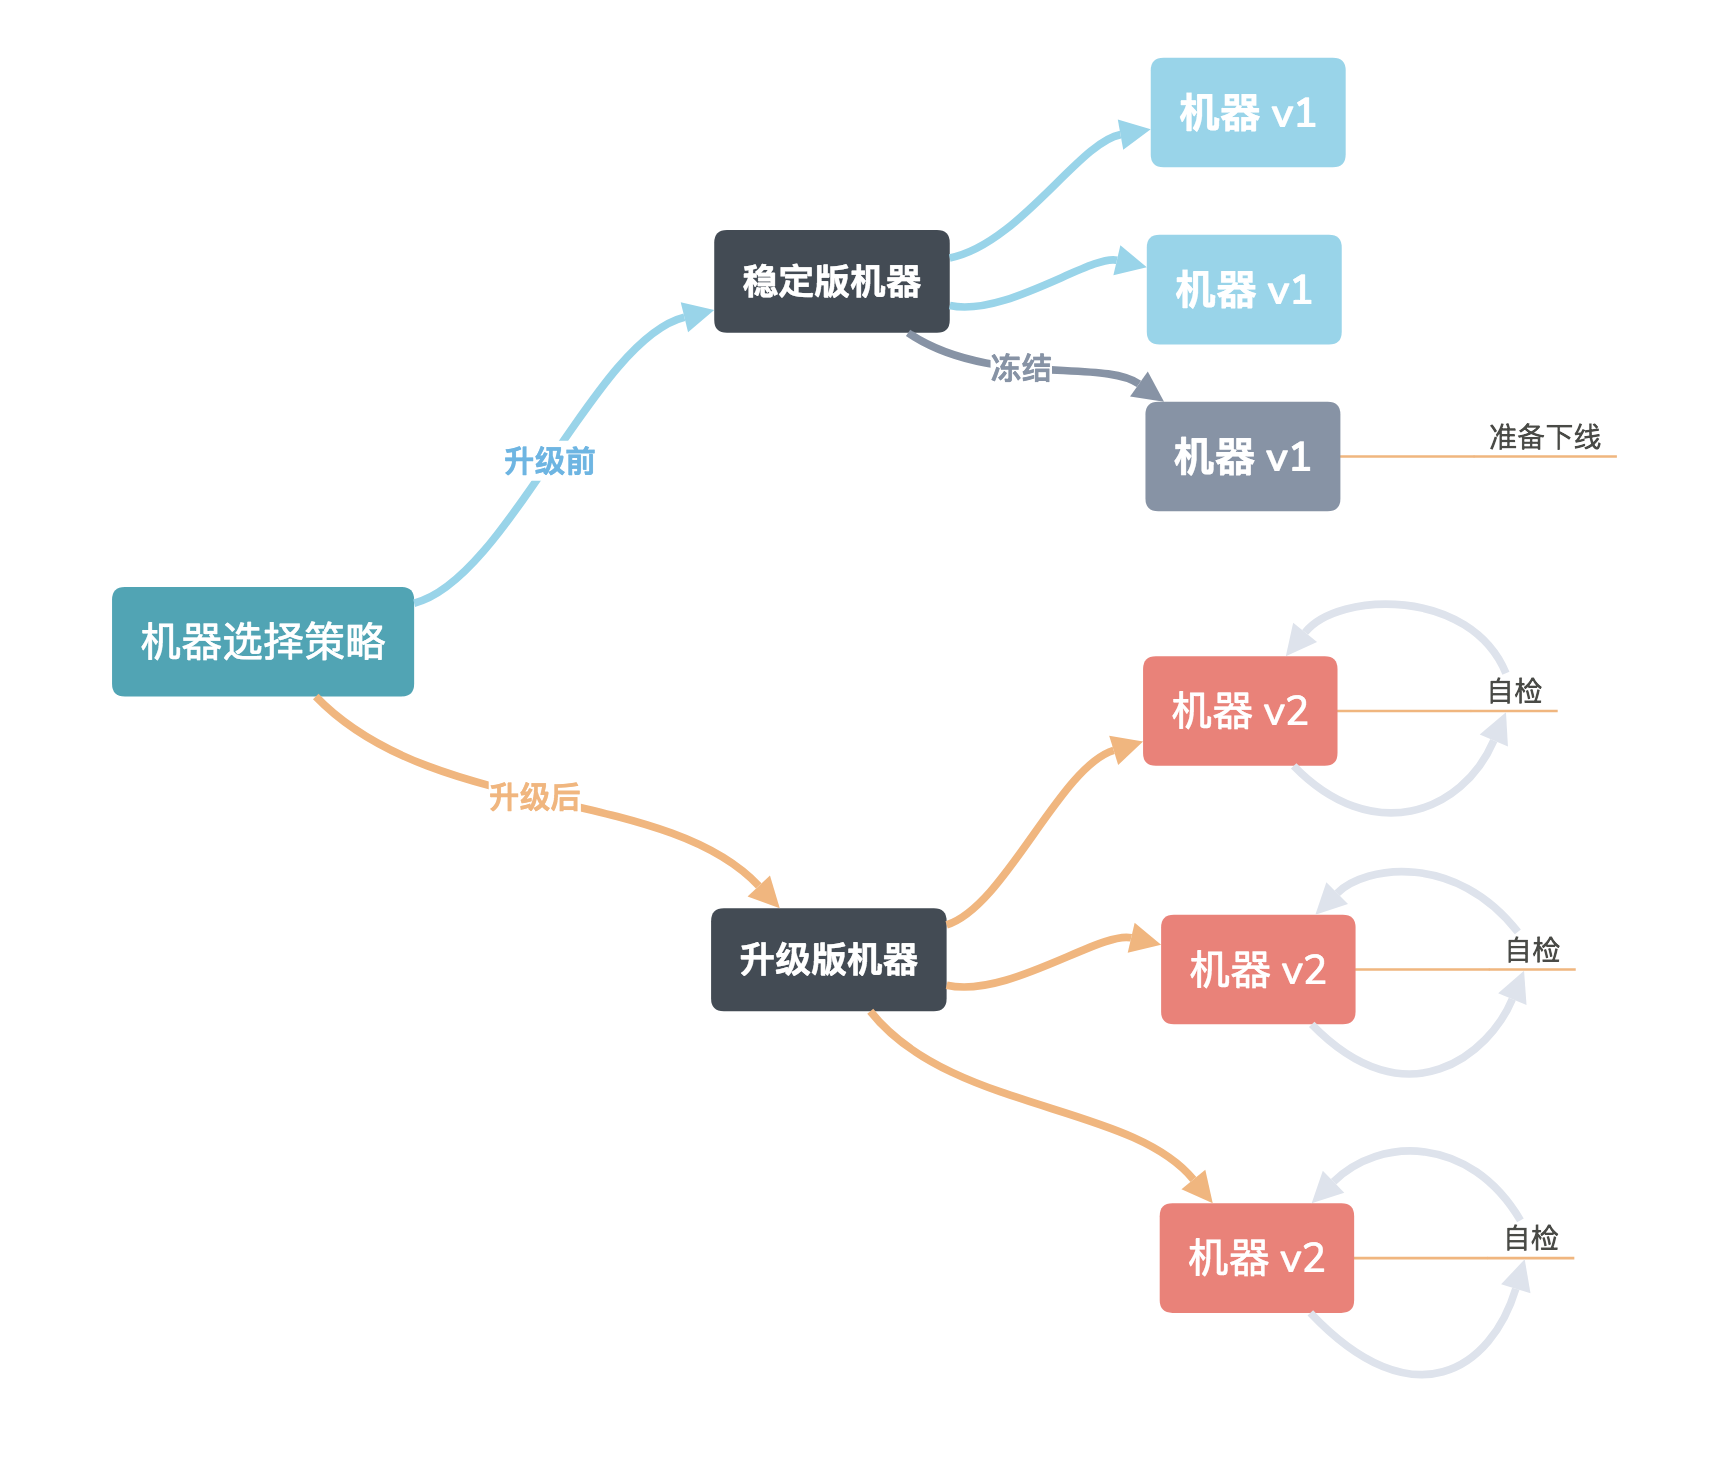 机器 v1
稳定版机器
机器 v1
冻结
机器 v1
准备下线
升级前
机器选择策略
自检
机器 v2
升级后
升级版机器
自检
机器 v2
自检
机器 v2